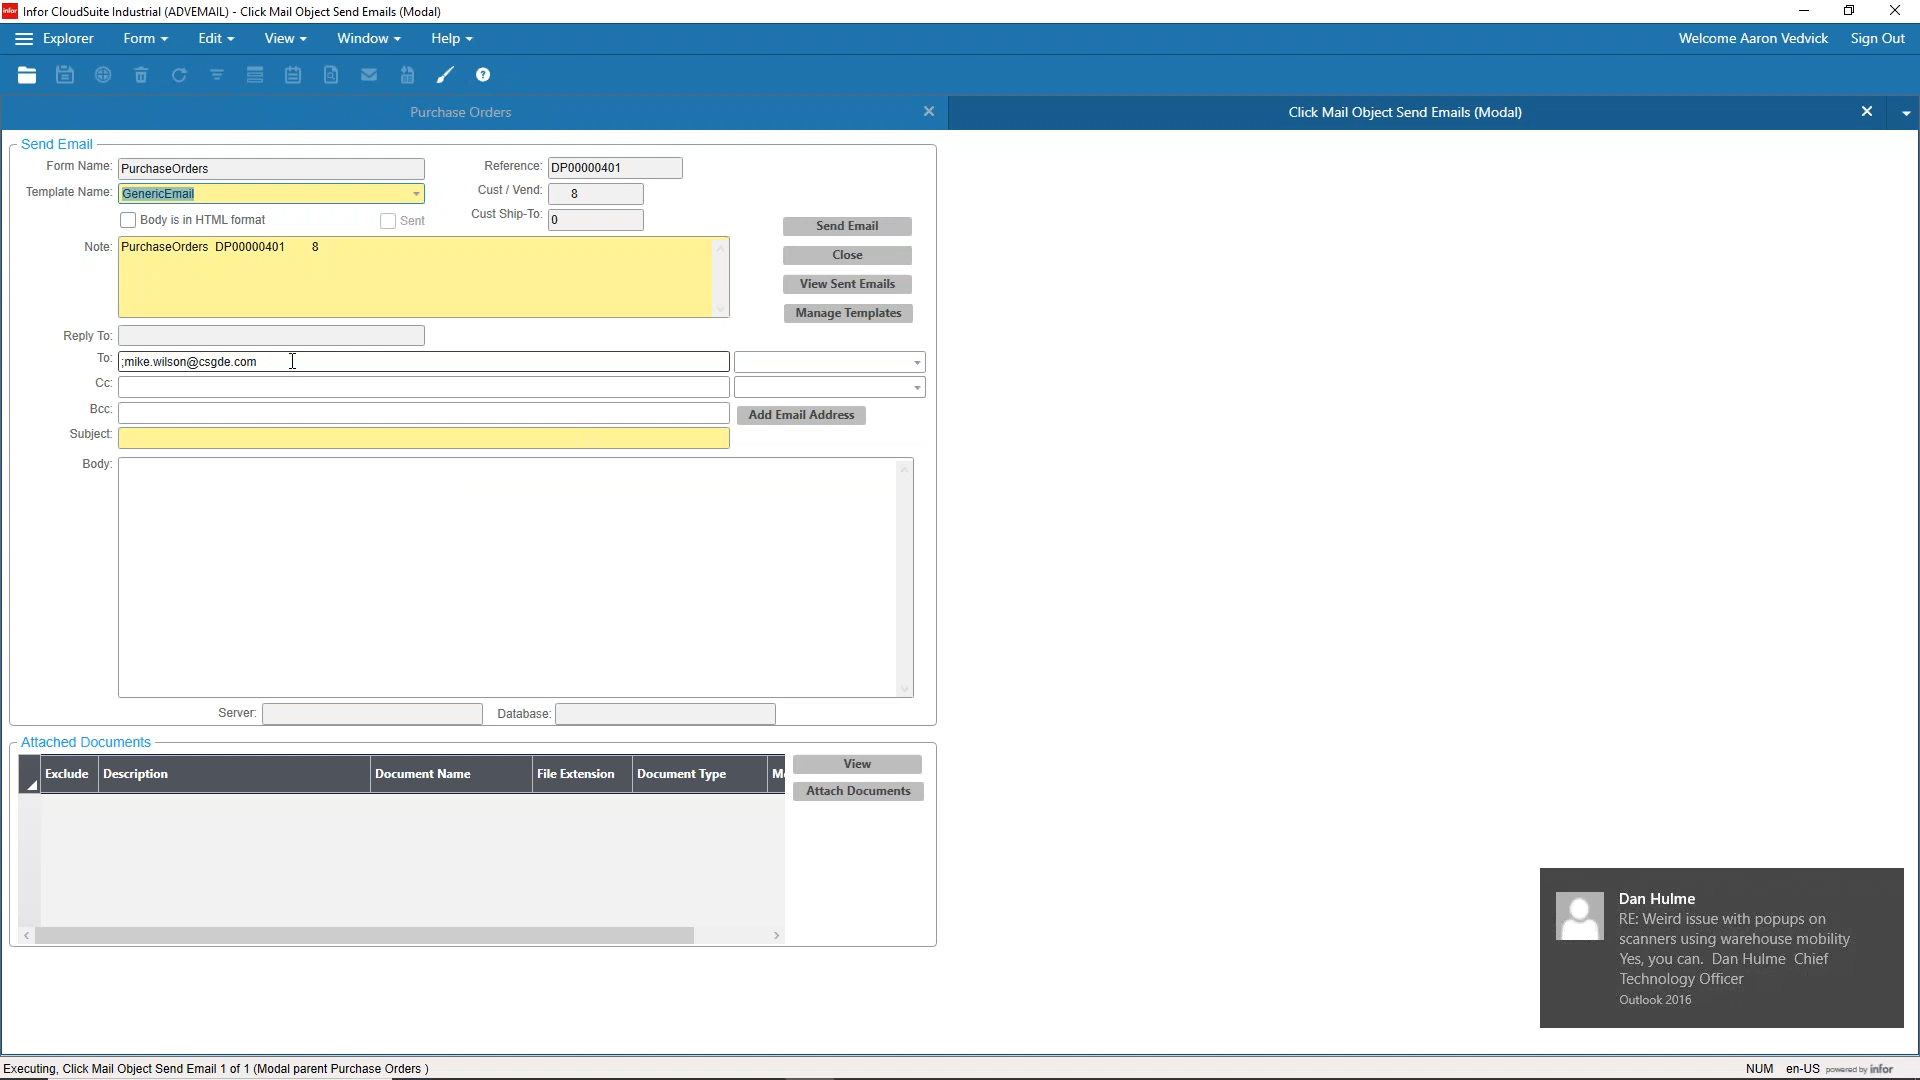 infor Infor CloudSuite Industrial (ADVEMAIL) - Click Mail Object Send Emails (Modal)
Explorer Form Edit View Window Help Welcome Aaron Vedvick Sign Out
Purchase Orders Click Mail Object Send Emails (Modal)
Send Email
Form Name: PurchaseOrders Reference: DP00000401
Template Name: GenericEmail Cust / Vend: 8
Body is in HTML format Sent Cust Ship-To: 0
Send Email
Note: PurchaseOrders DP00000401 8
Close
View Sent Emails
Manage Templates
Reply To:
To: ;mike.wilson@csgde.com
Cc:
Bcc: Add Email Address
Subject:
Body:
Server: Database:
Attached Documents
Exclude Description Document Name File Extension Document Type M
View
Attach Documents
Dan Hulme
RE: Weird issue with popups on
scanners using warehouse mobility
Yes, you can. Dan Hulme Chief
Technology Officer
Outlook 2016
Executing, Click Mail Object Send Email 1 of 1 (Modal parent Purchase Orders ) NUM en-US powered by infor